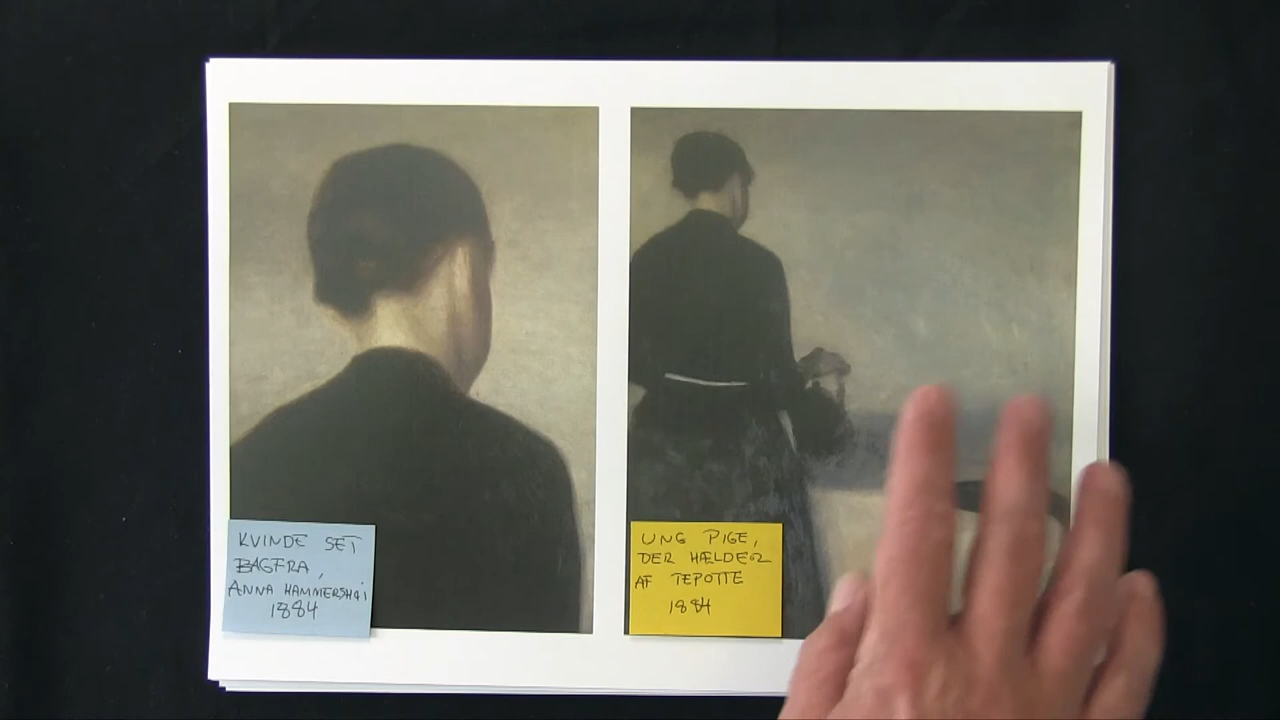 KVINDE SET
BAGFRA,
ANNA HAMMERSHØI
1884
UNG PIGE,
DER HÆLDER
AF TEPOTTE
1884